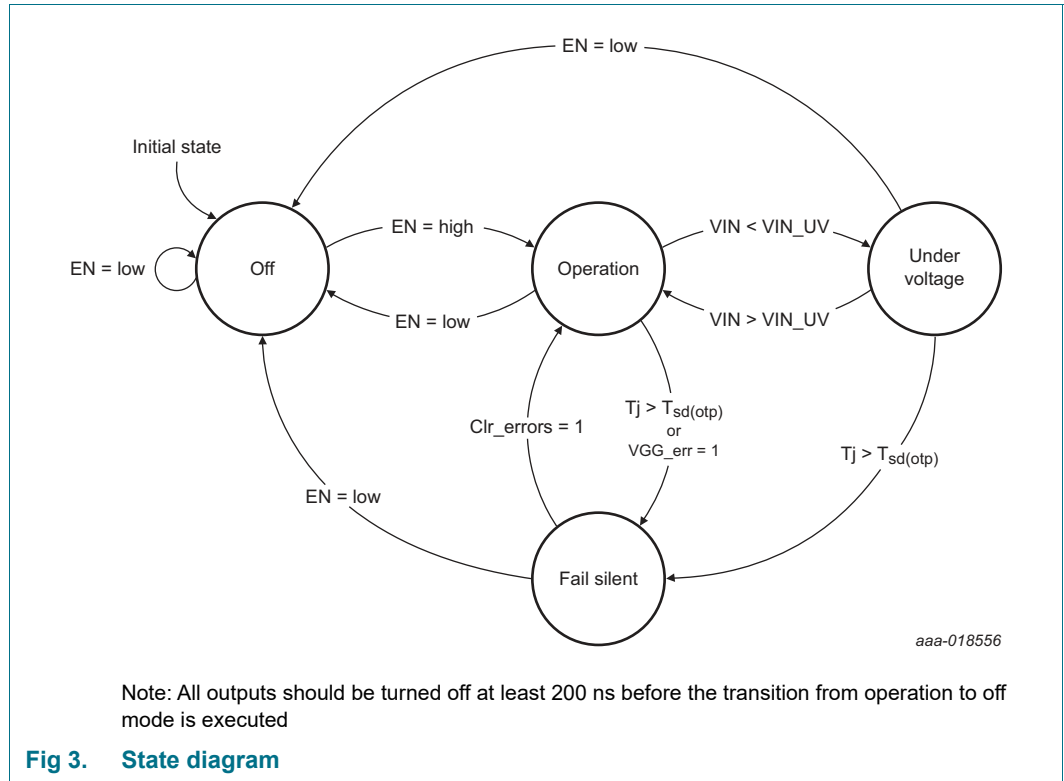 EN = low
Initial state
EN = high
VIN < VIN_UV
EN = low
Off
Operation
Under
voltage
EN = low
VIN > VIN_UV
Clr_errors = 1
Tj > Tsd(otp)
or
VGG_err = 1
Tj > Tsd(otp)
EN = low
Fail silent
aaa-018556
Note: All outputs should be turned off at least 200 ns before the transition from operation to off
mode is executed
Fig 3. State diagram